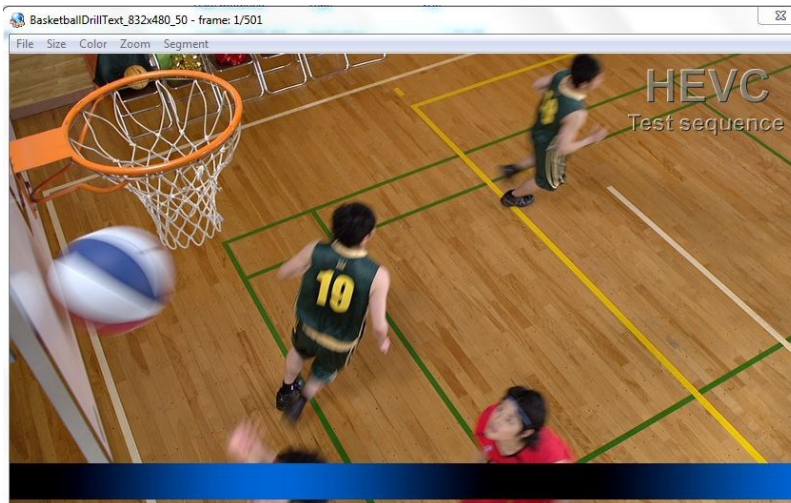 BasketballDrillText_832x480_50 - frame: 1/501
File Size Color Zoom Segment
HEVC
Test sequence
19